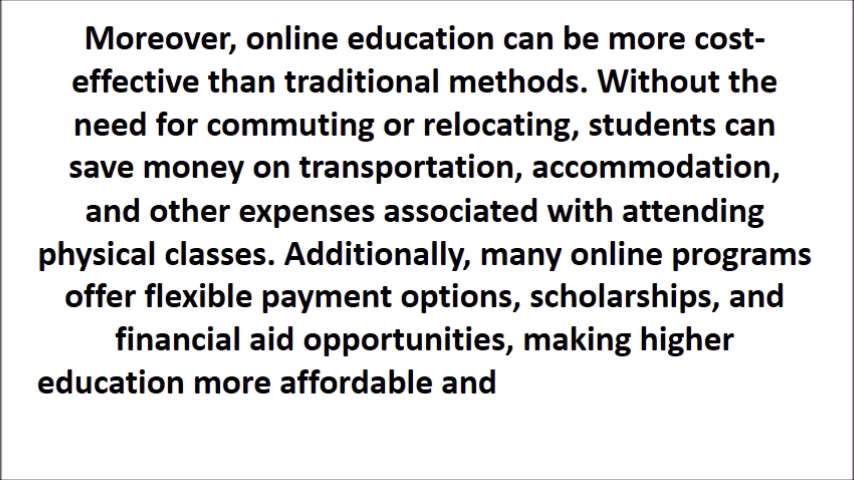 Moreover, online education can be more cost-
effective than traditional methods. Without the
need for commuting or relocating, students can
save money on transportation, accommodation,
and other expenses associated with attending
physical classes. Additionally, many online programs
offer flexible payment options, scholarships, and
financial aid opportunities, making higher
education more affordable and